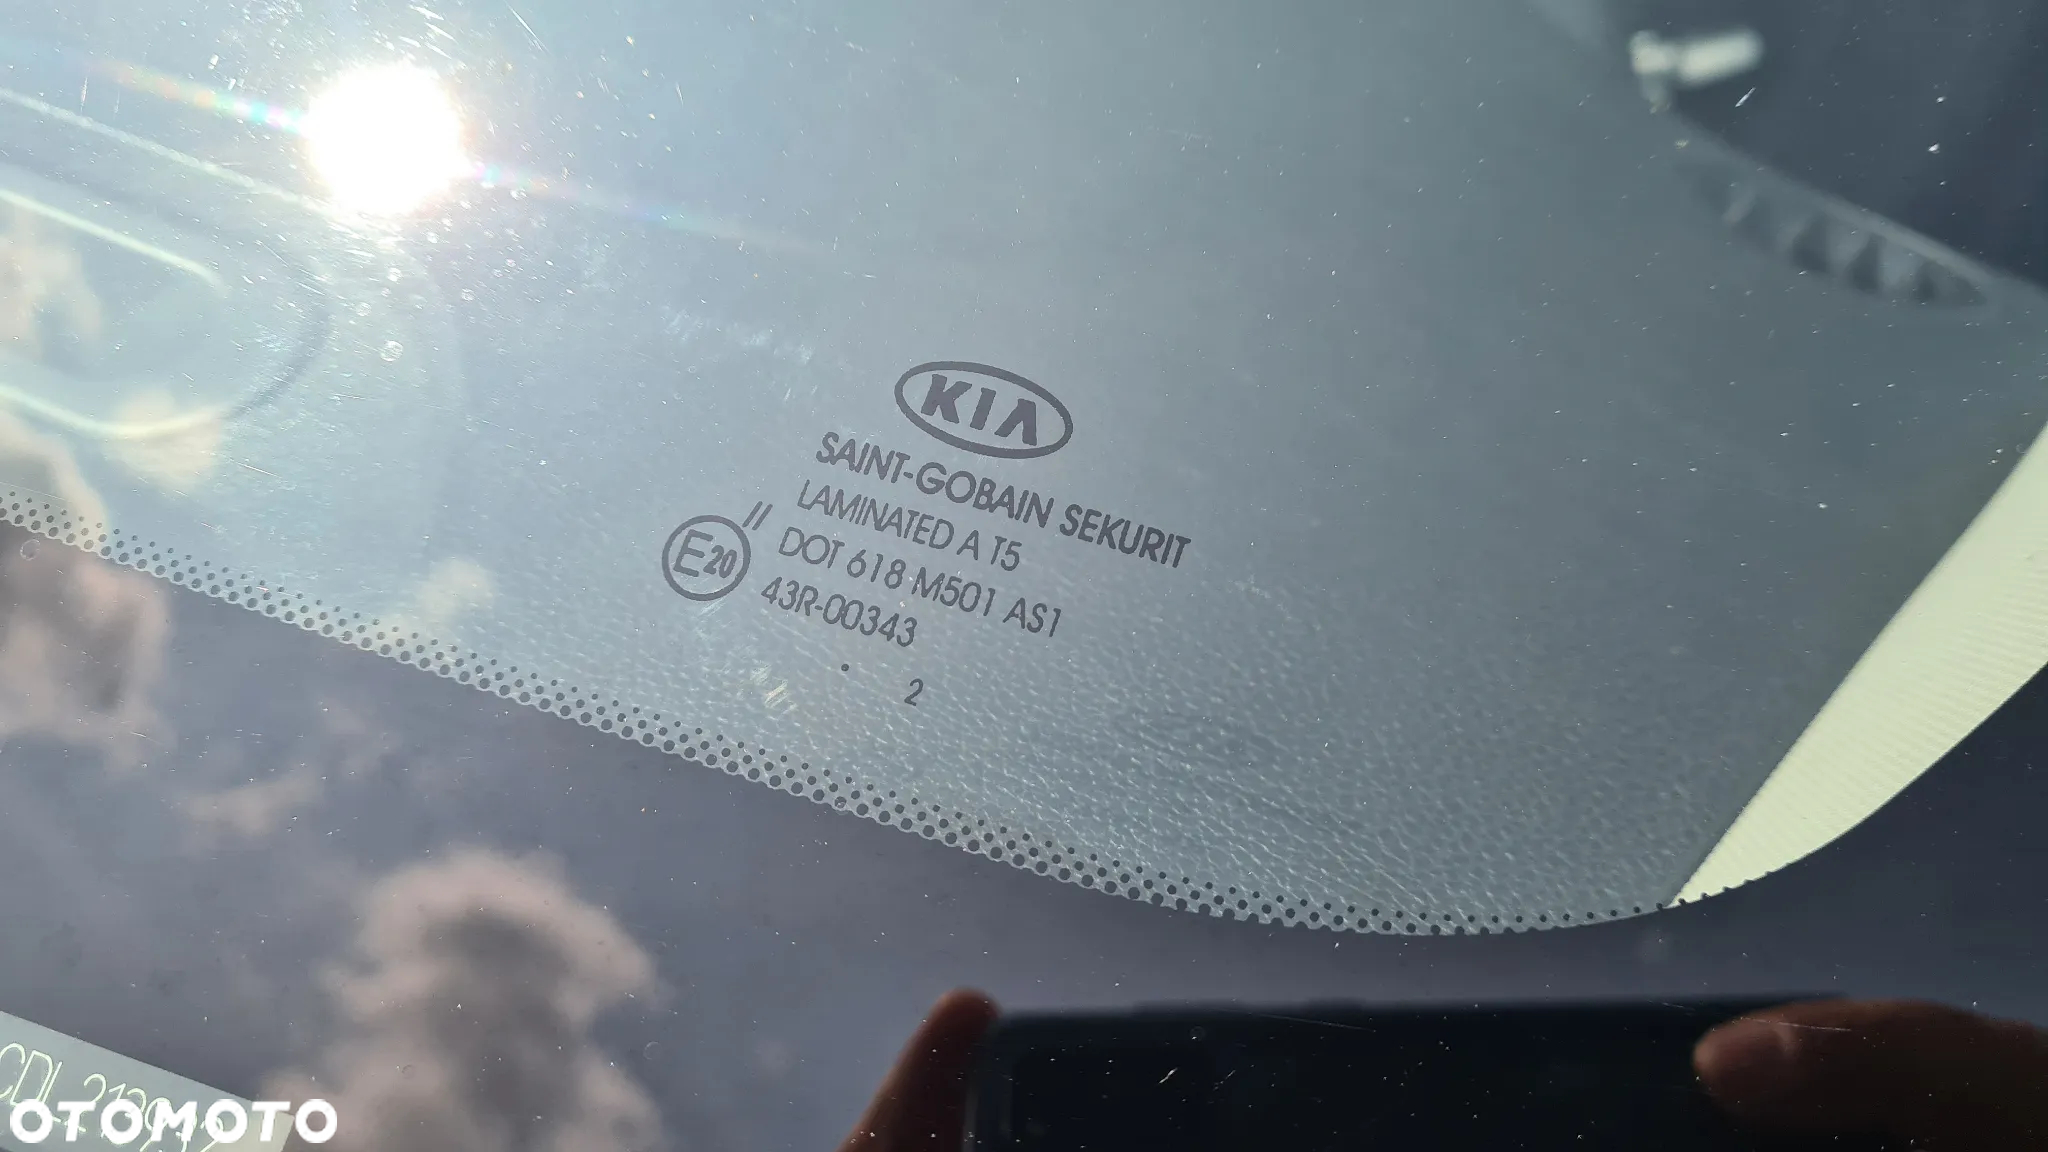 KIA
SAINT-GOBAIN SEKURIT
LAMINATED A T5
DOT 618 M501 AS1
E20 //
43R-00343
. 2
OTOMOTO